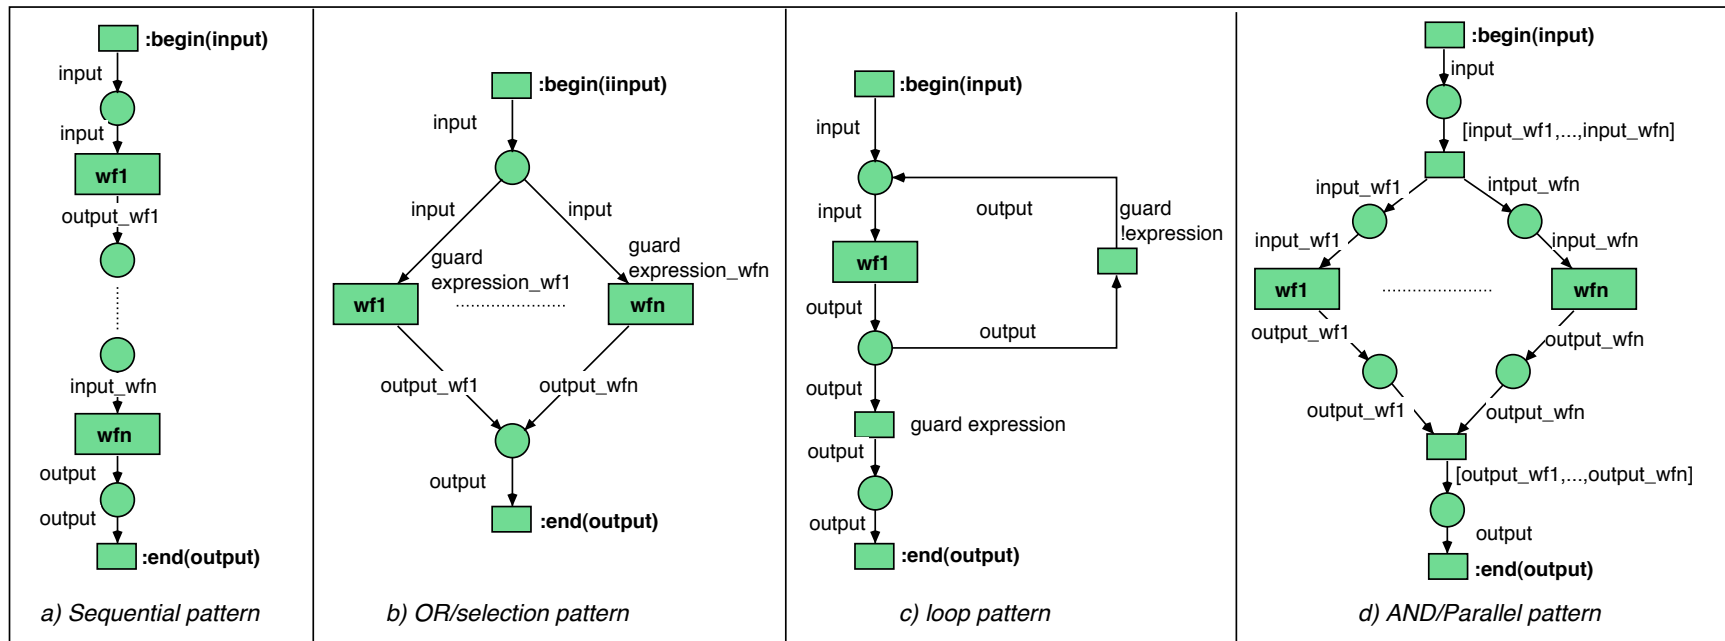 :begin(input)
input
input
wf1
output_wf1
input_wfn
wfn
output
output
:end(output)
a) Sequential pattern
:begin(iinput)
input
input
input
guard
expression_wf1
guard
expression_wfn
wf1
wfn
output_wf1
output_wfn
output
:end(output)
b) OR/selection pattern
:begin(input)
input
input
output
guard
!expression
wf1
output
output
output
guard expression
output
output
:end(output)
c) loop pattern
:begin(input)
input
[input_wf1,...,input_wfn]
input_wf1
intput_wfn
input_wf1
input_wfn
wf1
wfn
output_wf1
output_wfn
output_wf1
output_wfn
[output_wf1,...,output_wfn]
output
:end(output)
d) AND/Parallel pattern